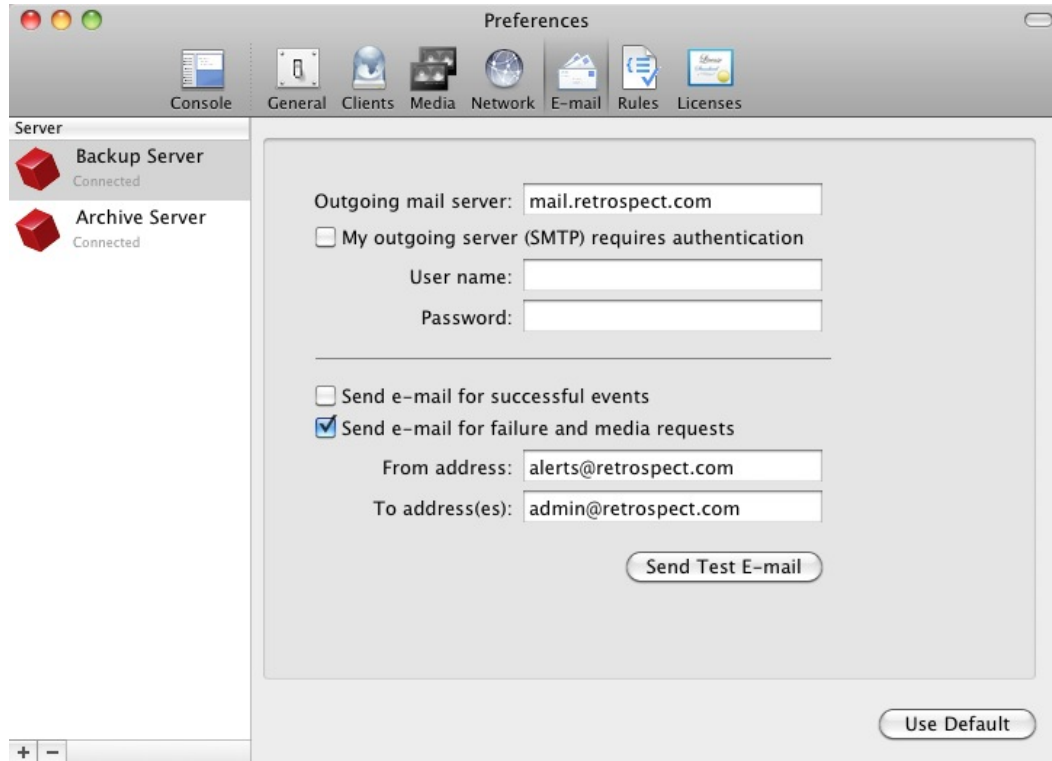 Preferences
Console General Clients Media Network E-mail Rules Licenses
Server
Backup Server
Connected
Archive Server
Connected
Outgoing mail server: mail.retrospect.com
My outgoing server (SMTP) requires authentication
User name:
Password:
Send e-mail for successful events
Send e-mail for failure and media requests
From address: alerts@retrospect.com
To address(es): admin@retrospect.com
Send Test E-mail
Use Default
+ −